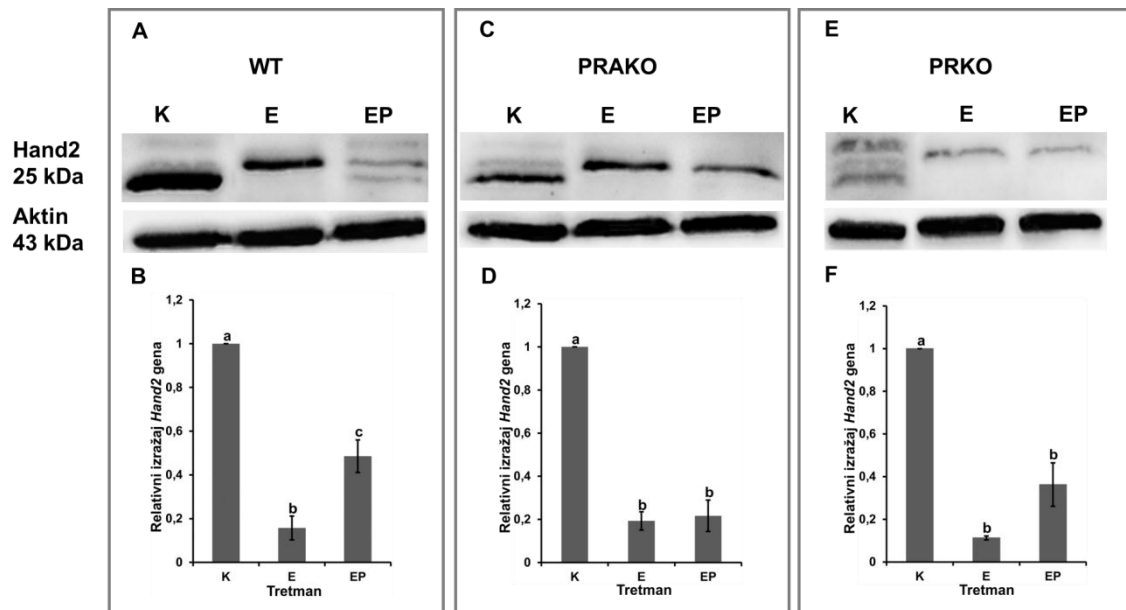 A
WT
K E EP
C
PRAKO
K E EP
E
PRKO
K E EP
Hand2
25 kDa
Aktin
43 kDa
B
Relativni izražaj Hand2 gena
1,2
1
0,8
0,6
0,4
0,2
0
a
b
c
K E EP
Tretman
D
Relativni izražaj Hand2 gena
1,2
1
0,8
0,6
0,4
0,2
0
a
b
b
K E EP
Tretman
F
Relativni izražaj Hand2 gena
1,2
1
0,8
0,6
0,4
0,2
0
a
b
b
K E EP
Tretman